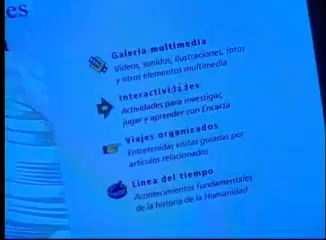 es
Galería multimedia
Vídeos, sonidos, ilustraciones, fotos
y otros elementos multimedia
Interactividades
Actividades para investigar,
jugar y aprender con Encarta
Viajes organizados
Entretenidas visitas guiadas por
artículos relacionados
Línea del tiempo
Acontecimientos fundamentales
de la historia de la Humanidad